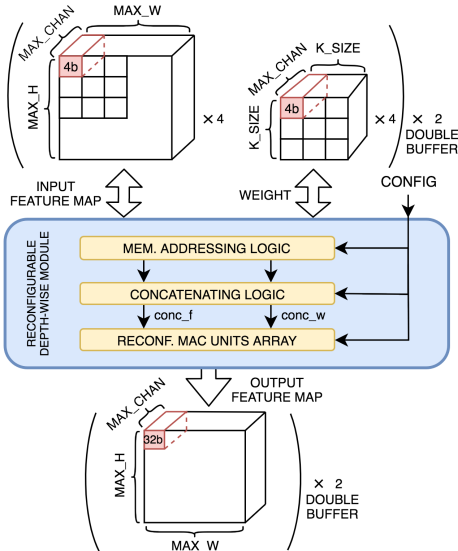 MAX_W
MAX_CHAN
4b
MAX_H
× 4
K_SIZE
MAX_CHAN
4b
K_SIZE
× 4
× 2
DOUBLE
BUFFER
INPUT
FEATURE MAP
WEIGHT
CONFIG
RECONFIGURABLE
DEPTH-WISE MODULE
MEM. ADDRESSING LOGIC
CONCATENATING LOGIC
conc_f
conc_w
RECONF. MAC UNITS ARRAY
OUTPUT
FEATURE MAP
MAX_CHAN
32b
MAX_H
× 2
DOUBLE
BUFFER
MAX_W